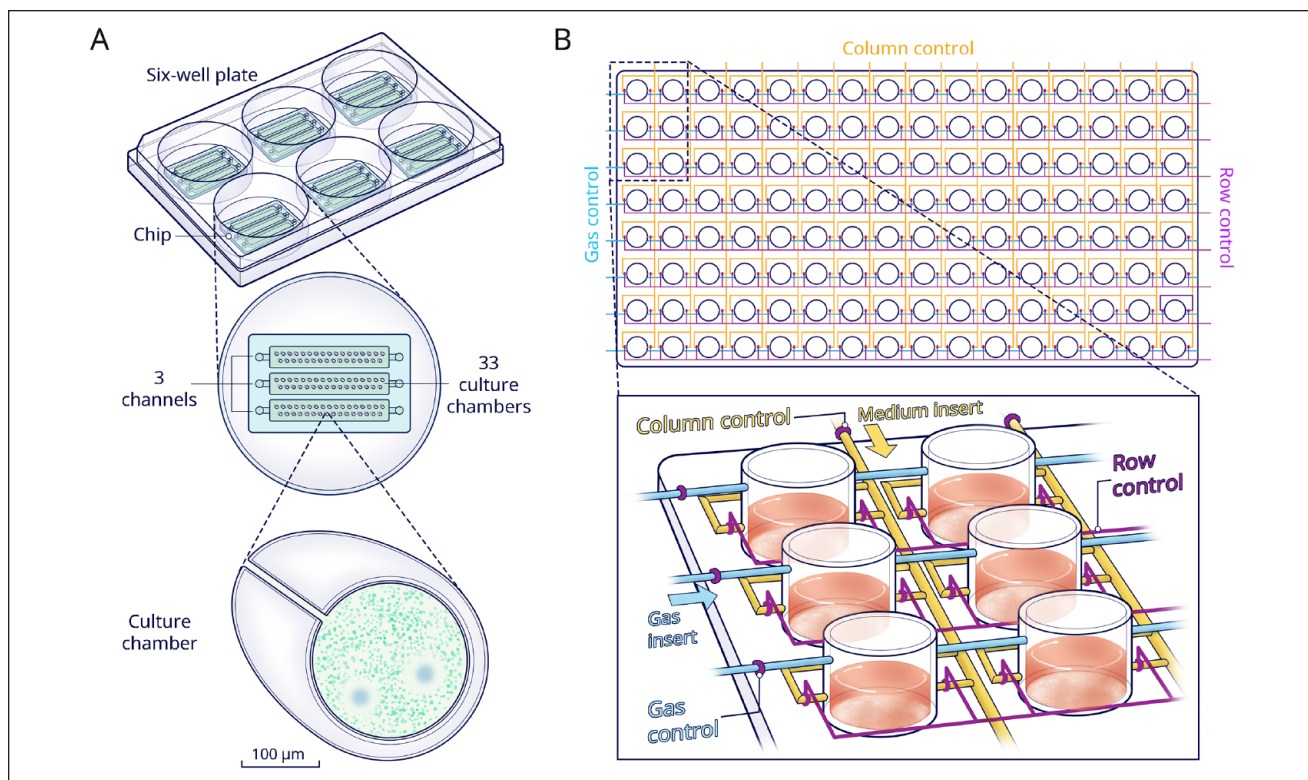 A
Six-well plate
Chip
3
channels
33
culture
chambers
Culture
chamber
100 µm
B
Column control
Gas control
Row control
Column control
Medium insert
Row
control
Gas
insert
Gas
control